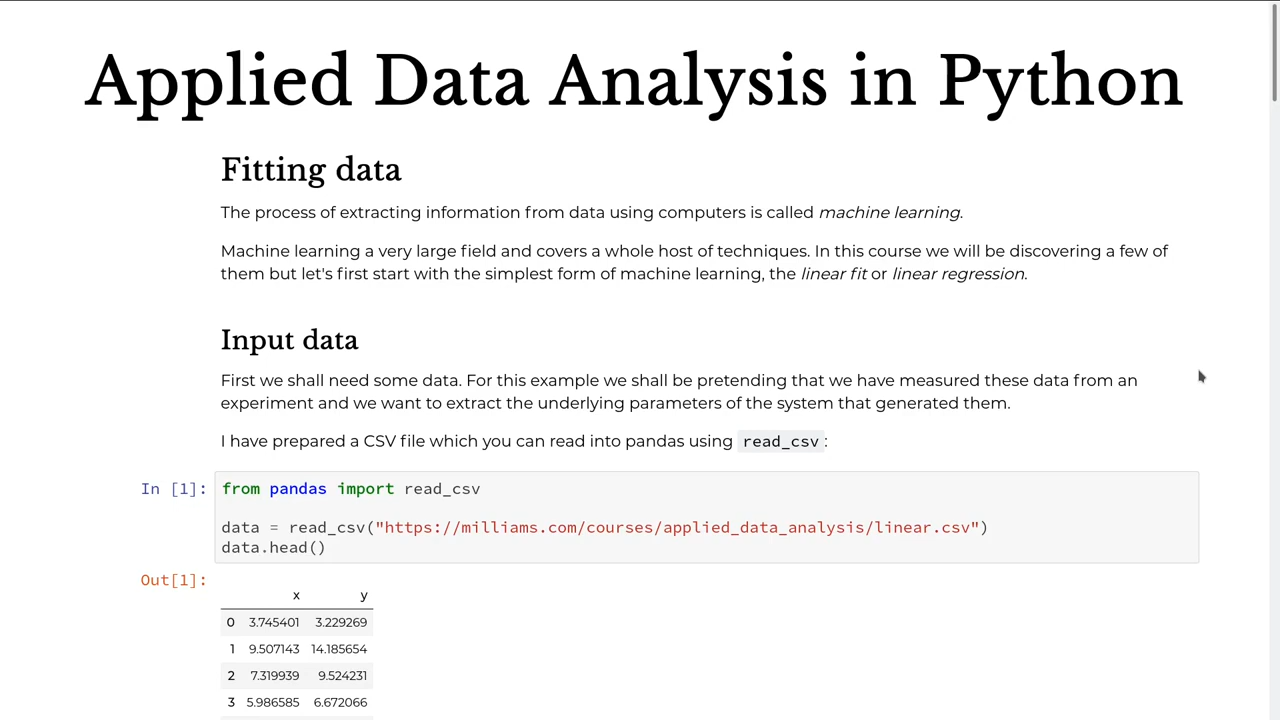 Applied Data Analysis in Python
Fitting data
The process of extracting information from data using computers is called machine learning.
Machine learning a very large field and covers a whole host of techniques. In this course we will be discovering a few of
them but let's first start with the simplest form of machine learning, the linear fit or linear regression.
Input data
First we shall need some data. For this example we shall be pretending that we have measured these data from an
experiment and we want to extract the underlying parameters of the system that generated them.
I have prepared a CSV file which you can read into pandas using read_csv:
In [1]: from pandas import read_csv
data = read_csv("https://milliams.com/courses/applied_data_analysis/linear.csv")
data.head()
Out[1]:
x y
0 3.745401 3.229269
1 9.507143 14.185654
2 7.319939 9.524231
3 5.986585 6.672066